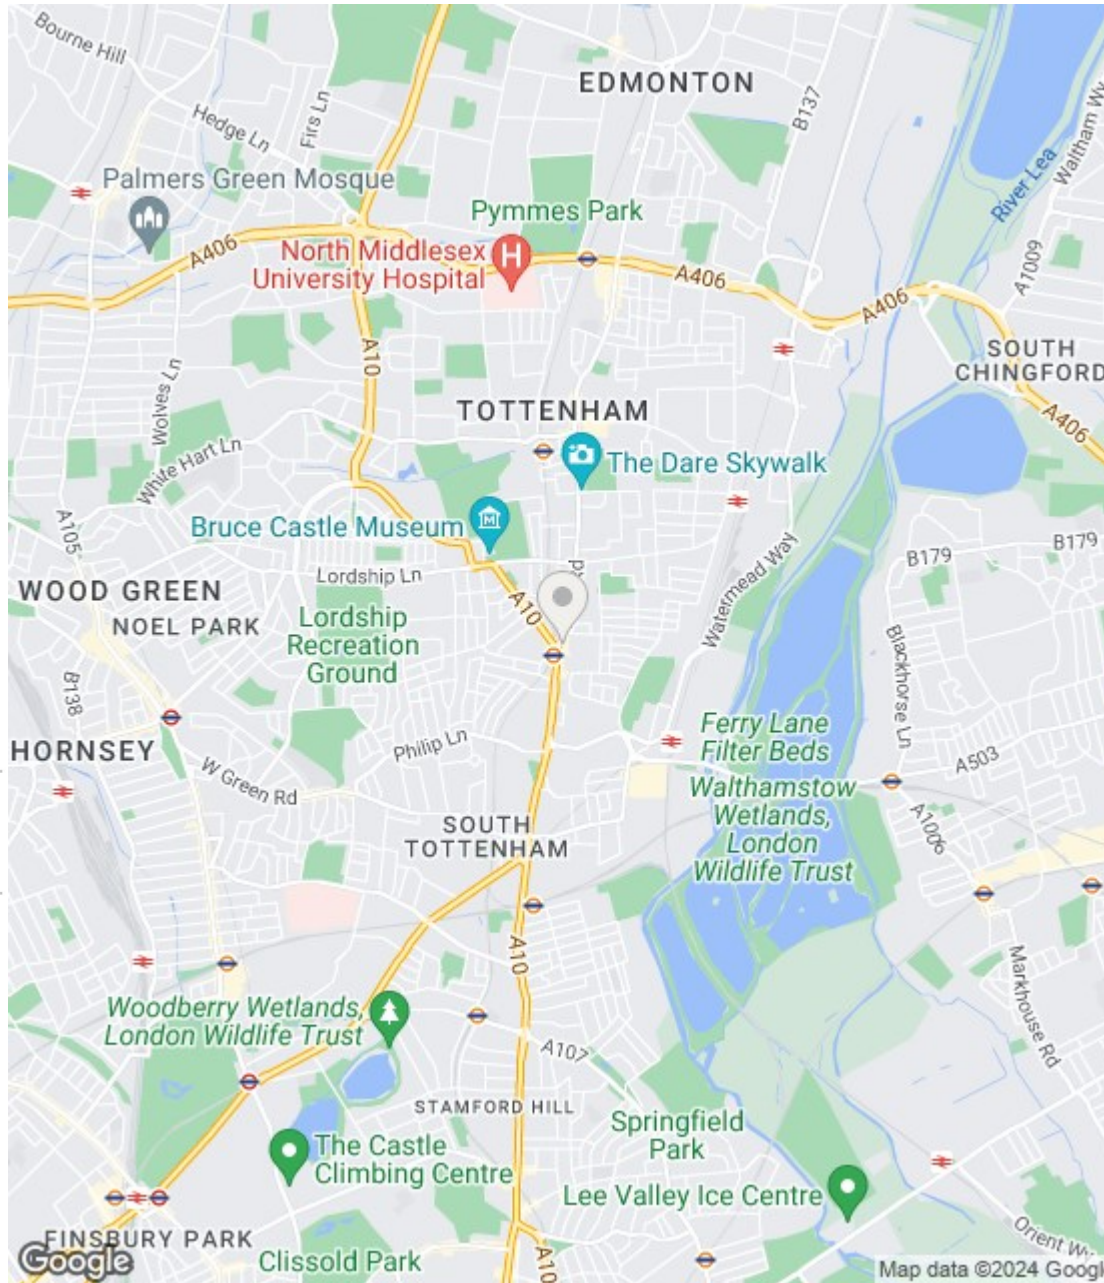 Bourne Hill
EDMONTON
B137
Hedge Ln
Firs Ln
River Lea
Waltham Wy
Palmers Green Mosque
Pymmes Park
A406
North Middlesex
University Hospital
A406
A1009
A406
A10
SOUTH
CHINGFORD
Wolves Ln
TOTTENHAM
A406
White Hart Ln
The Dare Skywalk
A105
Bruce Castle Museum
B179
B179
Lordship Ln
Watermead Way
WOOD GREEN
A10
NOEL PARK
Lordship
Recreation
Ground
Blackhorse Ln
B138
HORNSEY
Philip Ln
Ferry Lane
Filter Beds
A503
W Green Rd
Walthamstow
Wetlands,
London
Wildlife Trust
A1006
SOUTH
TOTTENHAM
A10
Markhouse Rd
Woodberry Wetlands,
London Wildlife Trust
A107
STAMFORD HILL
Springfield
Park
The Castle
Climbing Centre
Lee Valley Ice Centre
FINSBURY PARK
Clissold Park
A10
Orient Wy
Google
Map data ©2024 Googl